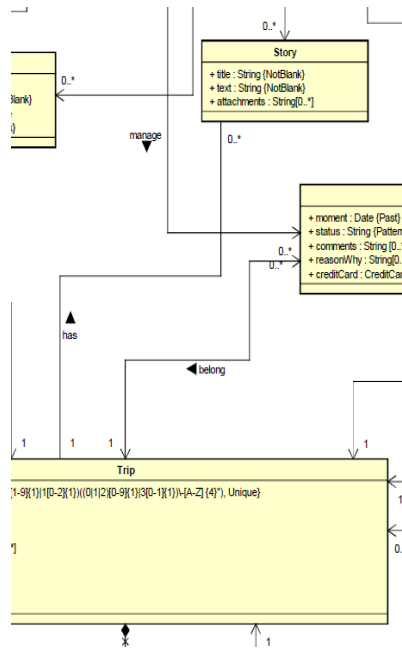 0..*
Story
+ title : String {NotBlank}
+ text : String {NotBlank}
+ attachments : String[0..*]
0..*
Blank}
0..*
manage
+ moment : Date {Past}
+ status : String {Pattern
+ comments : String [0..*
+ reasonWhy : String[0..
+ creditCard : CreditCar
0..*
0..*
has
belong
1
1
1
1
Trip
[1-9]{1}|1[0-2]{1})((0|1|2)[0-9]{1}|3[0-1]{1})\\-[A-Z]{4}"), Unique}
1
*]
0..
1